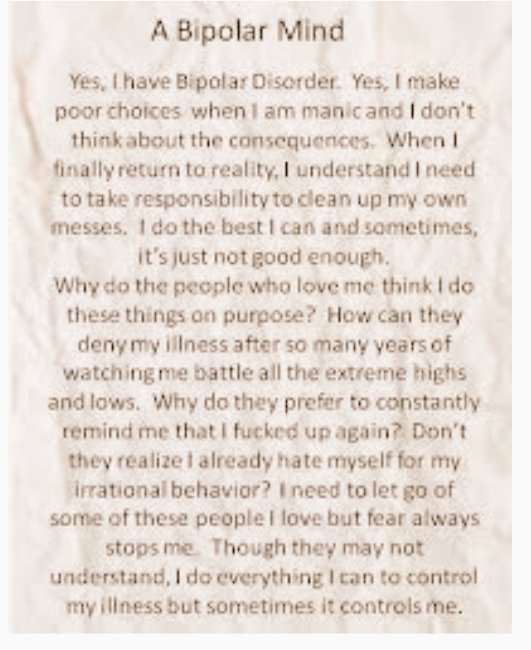 A Bipolar Mind
Yes, I have Bipolar Disorder. Yes, I make
poor choices when I am manic and I don't
think about the consequences. When I
finally return to reality, I understand I need
to take responsibility to clean up my own
messes. I do the best I can and sometimes,
it's just not good enough.
Why do the people who love me think I do
these things on purpose? How can they
deny my illness after so many years of
watching me battle all the extreme highs
and lows. Why do they prefer to constantly
remind me that I fucked up again? Don't
they realize I already hate myself for my
irrational behavior? I need to let go of
some of these people I love but fear always
stops me. Though they may not
understand, I do everything I can to control
my illness but sometimes it controls me.